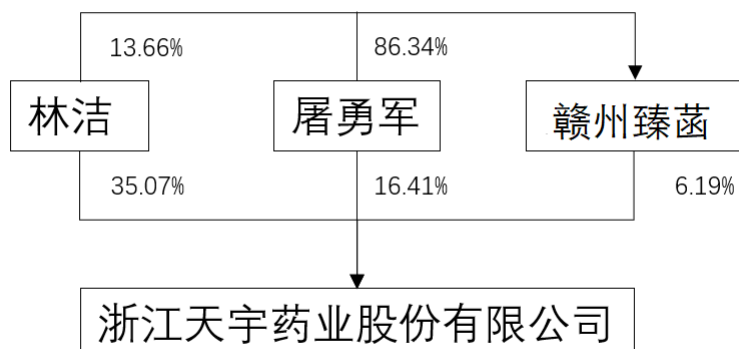 13.66%
86.34%
林洁
屠勇军
赣州臻菡
35.07%
16.41%
6.19%
浙江天宇药业股份有限公司